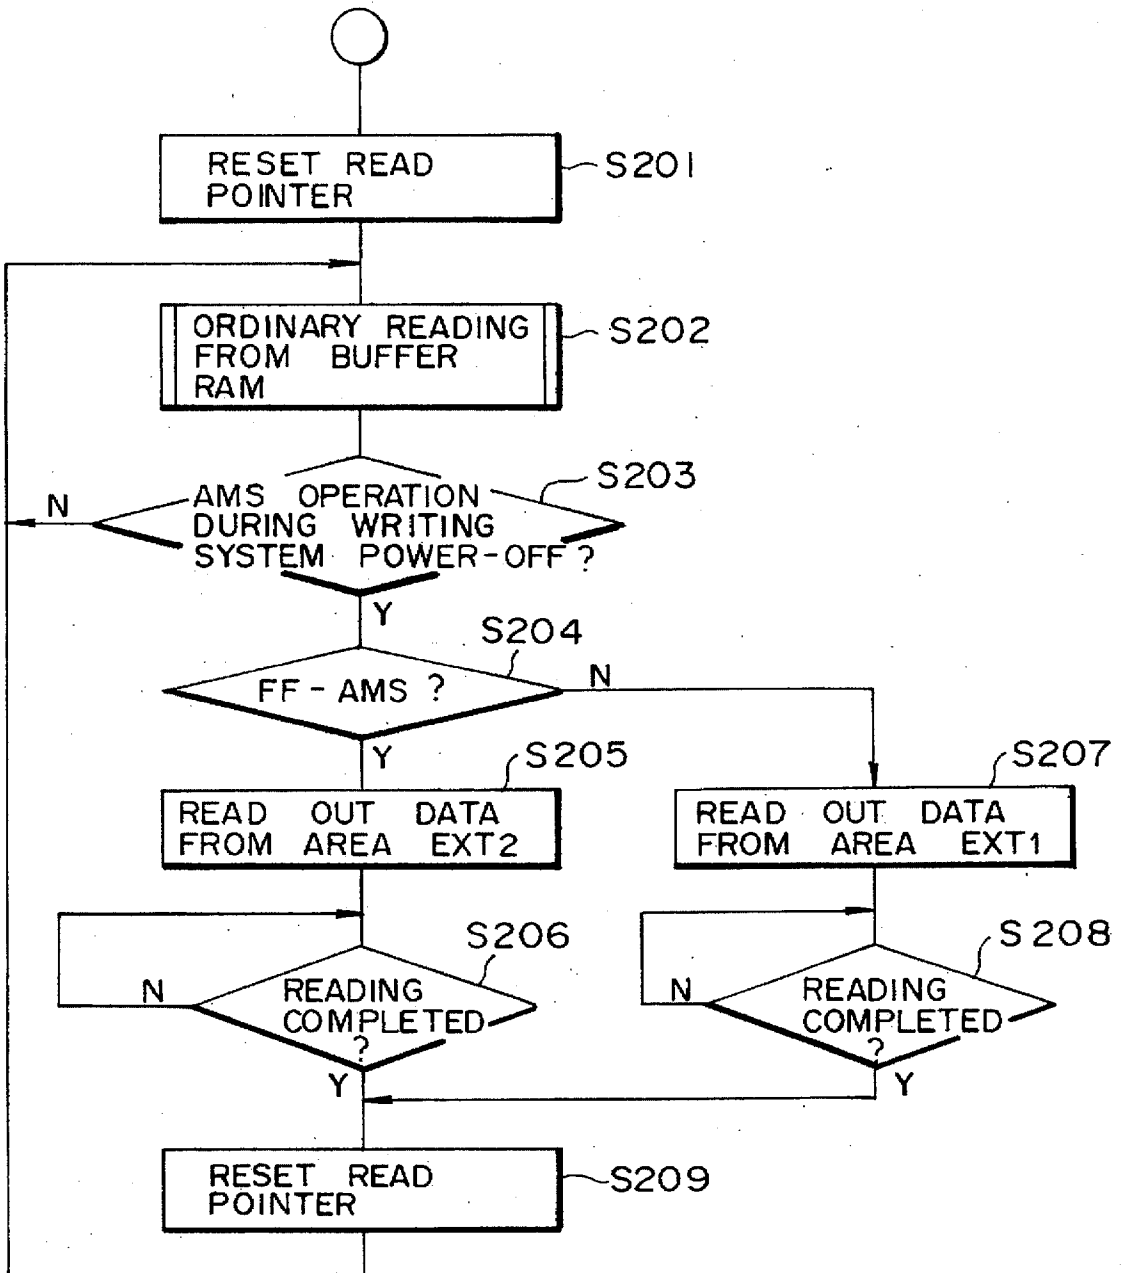 RESET READ
POINTER
S201
ORDINARY READING
FROM BUFFER
RAM
S202
S203
AMS OPERATION
DURING WRITING
SYSTEM POWER-OFF?
N
Y
S204
FF-AMS ?
N
Y
S205
READ OUT DATA
FROM AREA EXT2
S207
READ OUT DATA
FROM AREA EXT1
S206
READING
COMPLETED
?
N
Y
S208
READING
COMPLETED
?
N
Y
RESET READ
POINTER
S209